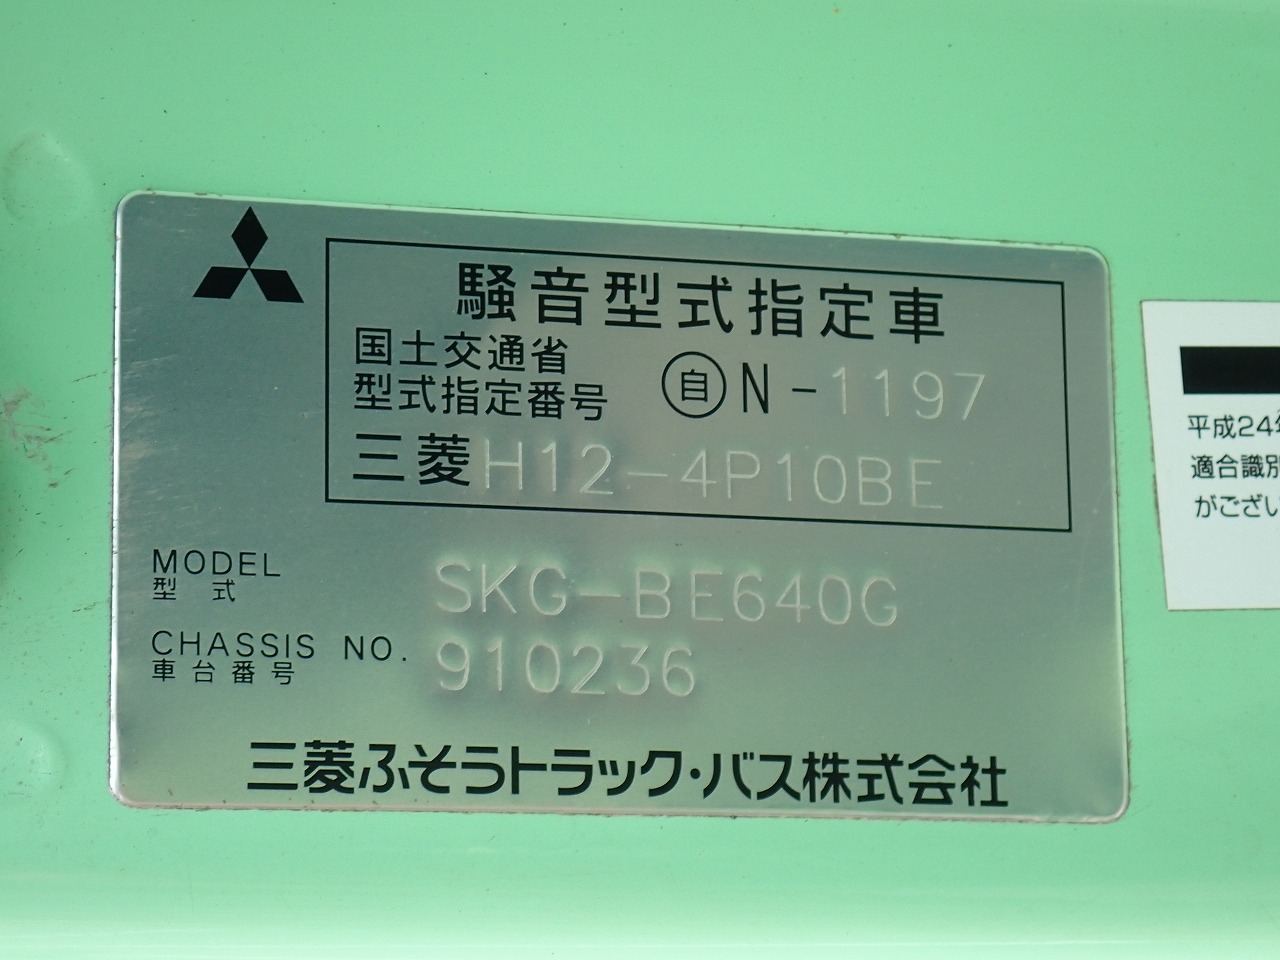 騒音型式指定車
国土交通省
型式指定番号 自 N-1197
三菱 H12-4P10BE
MODEL
型式 SKG-BE640G
CHASSIS NO.
車台番号 910236
三菱ふそうトラック・バス株式会社
平成24年
適合識別
がござい